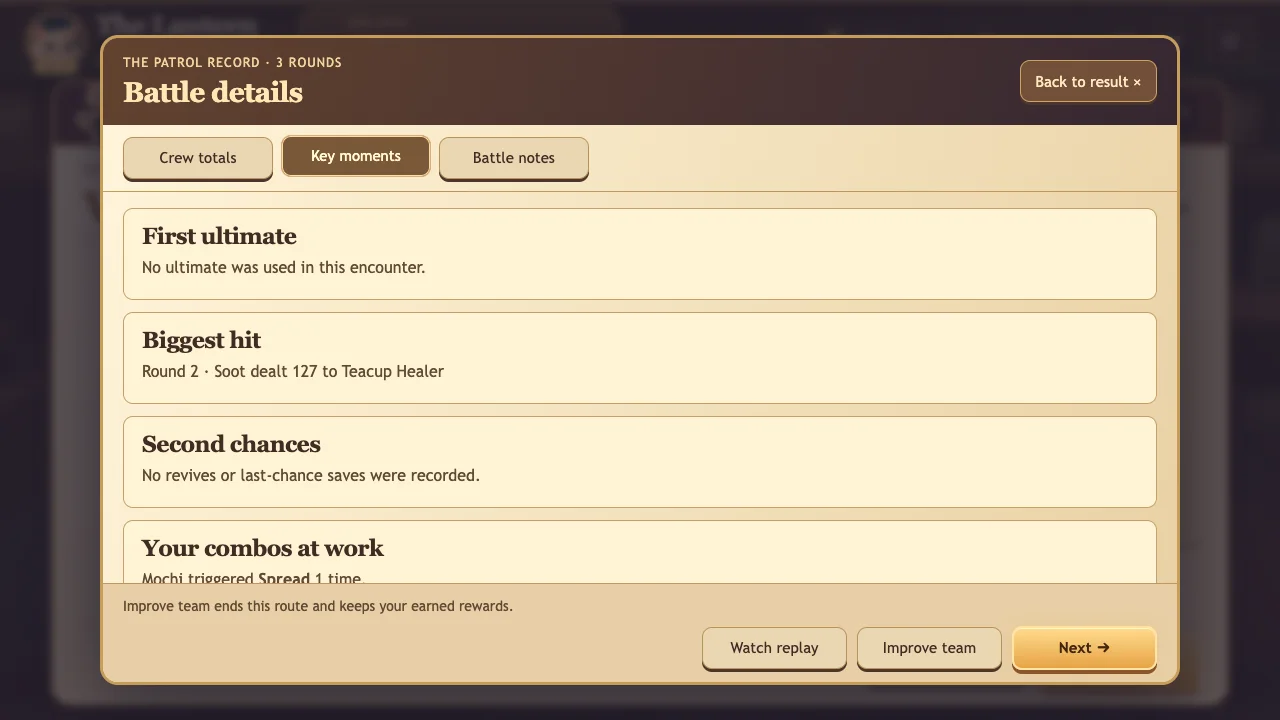 The Lantern
THE PATROL RECORD · 3 ROUNDS
Battle details
Back to result ×
Crew totals
Key moments
Battle notes
First ultimate
No ultimate was used in this encounter.
Biggest hit
Round 2 · Soot dealt 127 to Teacup Healer
Second chances
No revives or last-chance saves were recorded.
Your combos at work
Mochi triggered Spread 1 time.
Improve team ends this route and keeps your earned rewards.
Watch replay
Improve team
Next →